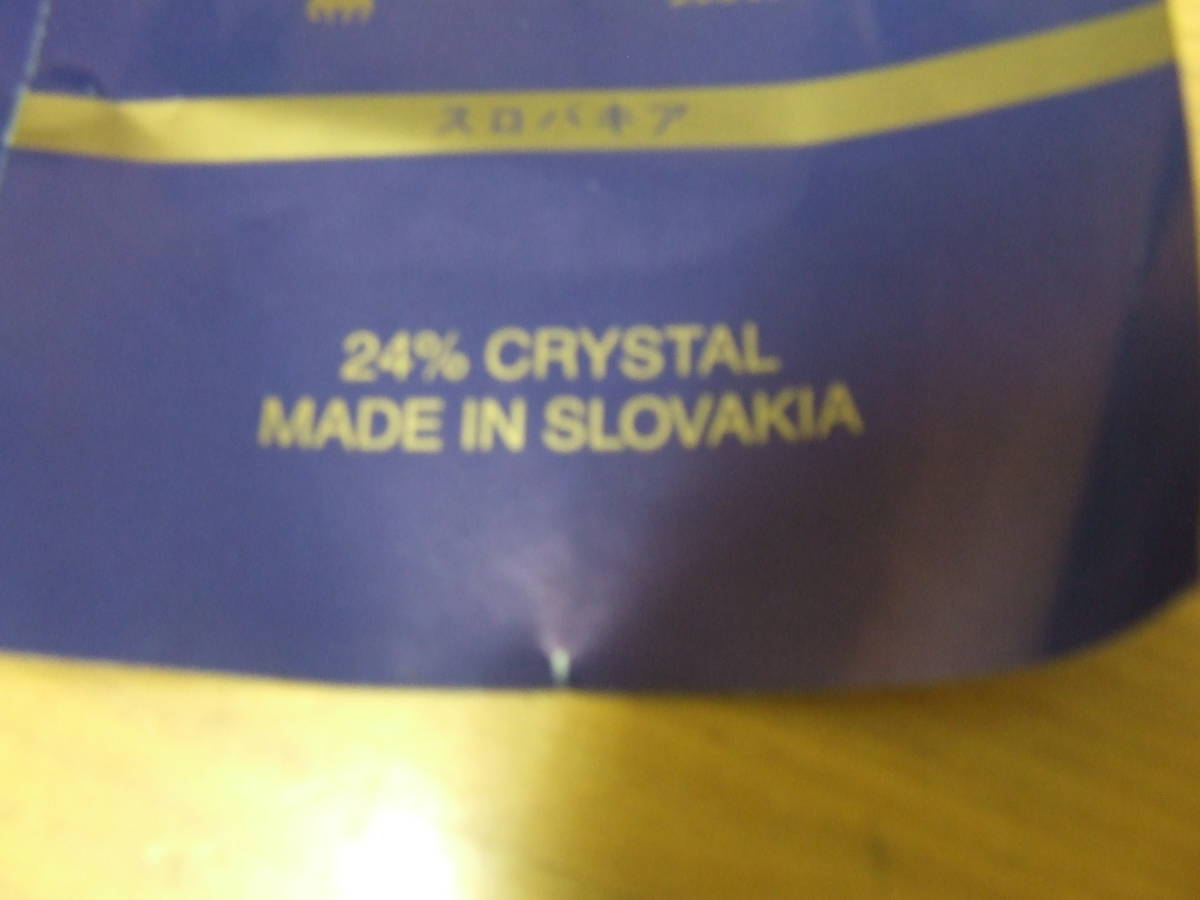 スロバキア
24% CRYSTAL
MADE IN SLOVAKIA